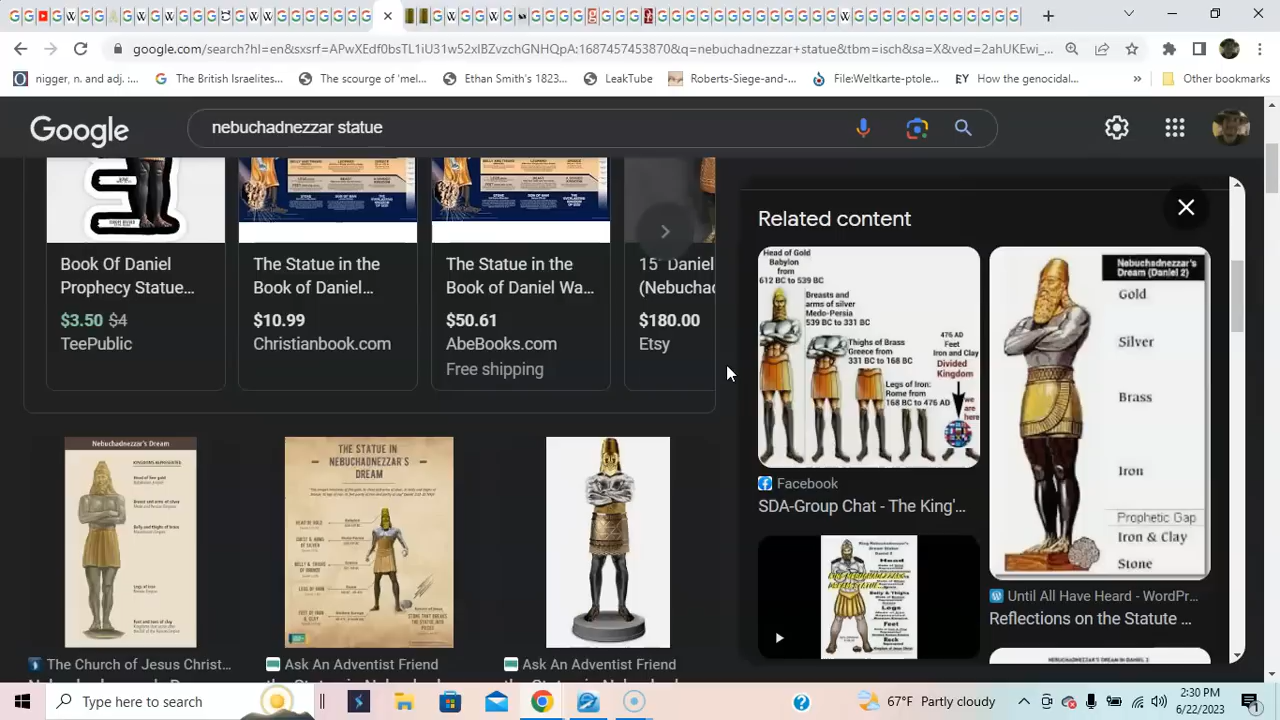 google.com/search?hl=en&sxsrf=APwXEdf0bsTL1iU31w52xIBZvzchGNHQpA:1687457453870&q=nebuchadnezzar+statue&tbm=isch&sa=X&ved=2ahUKEwi_...
nigger, n. and adj. :...
The British Israelites...
The scourge of 'mel...
Ethan Smith's 1823...
LeakTube
Roberts-Siege-and-...
File:Weltkarte-ptole...
EY How the genocidal...
»
Other bookmarks
Google
nebuchadnezzar statue
Book Of Daniel
Prophecy Statue...
$3.50 $4
TeePublic
The Statue in the
Book of Daniel...
$10.99
Christianbook.com
The Statue in the
Book of Daniel Wa...
$50.61
AbeBooks.com
Free shipping
15" Daniel
(Nebuchad
$180.00
Etsy
Nebuchadnezzar's Dream
The Church of Jesus Christ...
THE STATUE IN
NEBUCHADNEZZAR'S
DREAM
Ask An Adventist Friend
Ask An Adventist Friend
Related content
Head of Gold
Babylon
from
612 BC to 539 BC
Breasts and
arms of silver
Medo-Persia
539 BC to 331 BC
Thighs of Brass
Greece from
331 BC to 168 BC
Legs of Iron:
Rome from
168 BC to 476 AD
476 AD
Feet
Iron and Clay
Divided
Kingdom
we
are
here
Facebook
SDA-Group Chat - The King'...
Nebuchadnezzar's
Dream (Daniel 2)
Gold
Silver
Brass
Iron
Prophetic Gap
Iron & Clay
Stone
Until All Have Heard - WordPr...
Reflections on the Statute ...
Head
Legs
Feet
Rock
Type here to search
67°F Partly cloudy
2:30 PM
6/22/2023